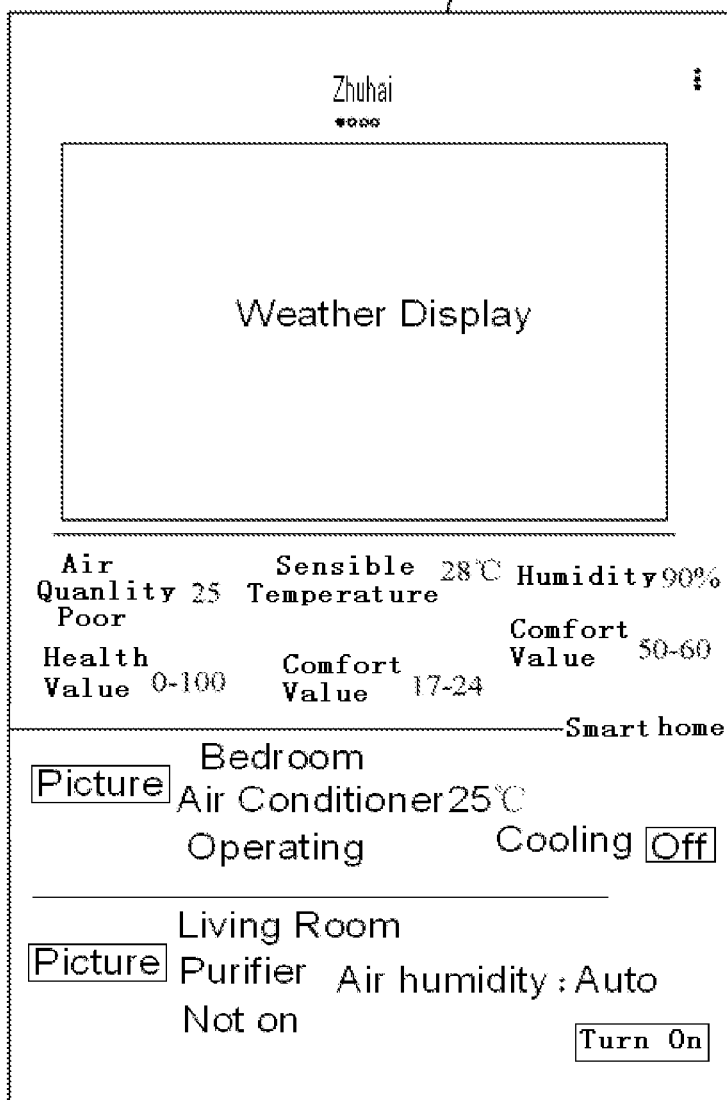 Zhuhai
Weather Display
Air
Quanlity 25
Poor
Sensible
Temperature 28℃
Humidity 90%
Health
Value 0-100
Comfort
Value 17-24
Comfort
Value 50-60
Smart home
Picture
Bedroom
Air Conditioner 25℃
Operating
Cooling Off
Picture
Living Room
Purifier Air humidity : Auto
Not on
Turn On